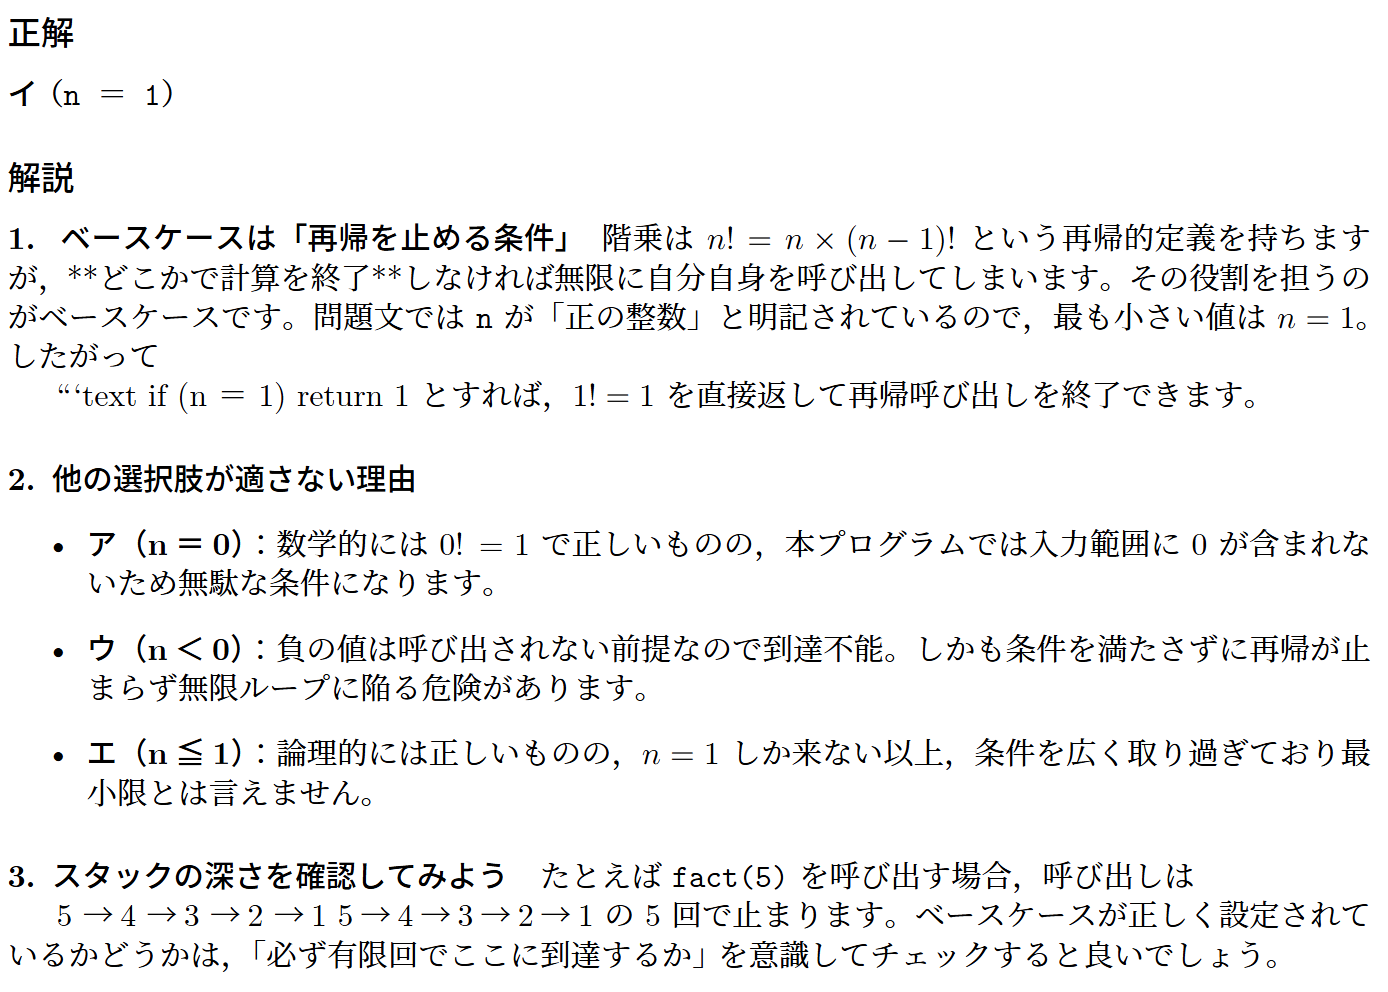 正解
イ（n ＝ 1）
解説
1. ベースケースは「再帰を止める条件」 階乗は n! = n × (n − 1)! という再帰的定義を持ちます
が，**どこかで計算を終了**しなければ無限に自分自身を呼び出してしまいます。その役割を担うの
がベースケースです。問題文では n が「正の整数」と明記されているので，最も小さい値は n = 1。
したがって
“‘text if (n ＝ 1) return 1 とすれば，1! = 1 を直接返して再帰呼び出しを終了できます。
2. 他の選択肢が適さない理由
• ア（n ＝ 0）：数学的には 0! = 1 で正しいものの，本プログラムでは入力範囲に 0 が含まれな
いため無駄な条件になります。
• ウ（n ＜ 0）：負の値は呼び出されない前提なので到達不能。しかも条件を満たさずに再帰が止
まらず無限ループに陥る危険があります。
• エ（n ≦ 1）：論理的には正しいものの，n = 1 しか来ない以上，条件を広く取り過ぎており最
小限とは言えません。
3. スタックの深さを確認してみよう たとえば fact(5) を呼び出す場合，呼び出しは
5 → 4 → 3 → 2 → 1 5 → 4 → 3 → 2 → 1 の 5 回で止まります。ベースケースが正しく設定されて
いるかどうかは，「必ず有限回でここに到達するか」を意識してチェックすると良いでしょう。